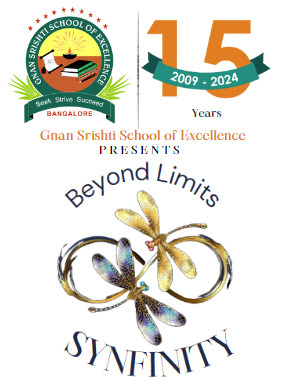 GNAN SRISHTI SCHOOL OF EXCELLENCE
Seek Strive Succeed
BANGALORE
15
2009 - 2024
Years
Gnan Srishti School of Excellence
PRESENTS
Beyond Limits
SYNFINITY